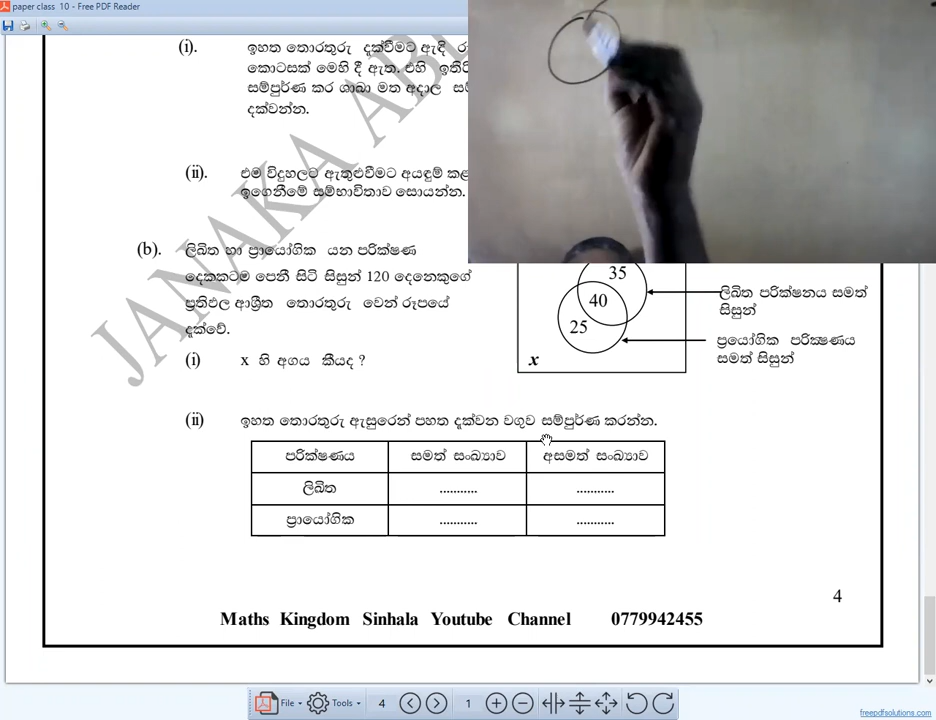 paper class 10 - Free PDF Reader
(i). ඉහත තොරතුරු දක්වීමට ඇදි
කොටසක් මෙහි දී ඇත. එහි ඉතිරි
සම්පුර්ණ කර ශාඛා මත අදාල
දක්වන්න.
(ii). එම විදුහලට ඇතුළුවීමට අයඳුම් කළ
ඉගෙනීමේ සම්භාවිතාව සොයන්න.
JANAKA
(b). ලිඛිත හා ප්‍රායෝගික යන පරික්ෂණ
දෙකකටම පෙනී සිටි සිසුන් 120 දෙනෙකුගේ
ප්‍රතිඵල ආශ්‍රිත තොරතුරු වෙන් රූපයේ
දැක්වේ.
35
40
25
x
ලිඛිත පරික්ෂනය සමත්
සිසුන්
ප්‍රයෝගික පරික්ෂණය
සමත් සිසුන්
(i) x හි අගය කීයද ?
(ii) ඉහත තොරතුරු ඇසුරෙන් පහත දැක්වන වගුව සම්පුර්ණ කරන්න.
පරික්ෂණය සමත් සංඛ්‍යාව අසමත් සංඛ්‍යාව
ලිඛිත ........... ...........
ප්‍රායෝගික ........... ...........
4
Maths Kingdom Sinhala Youtube Channel 0779942455
File Tools 4 1
freepdfsolutions.com